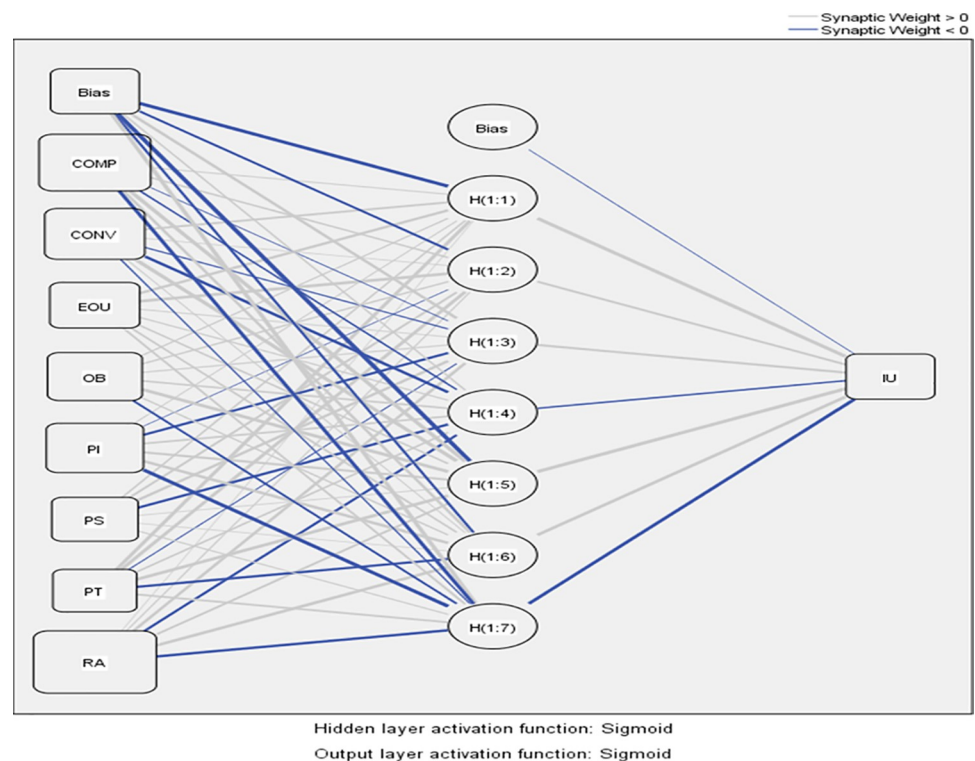 Synaptic Weight > 0
Synaptic Weight < 0
Bias
COMP
CONV
EOU
OB
PI
PS
PT
RA
Bias
H(1:1)
H(1:2)
H(1:3)
H(1:4)
H(1:5)
H(1:6)
H(1:7)
IU
Hidden layer activation function: Sigmoid
Output layer activation function: Sigmoid